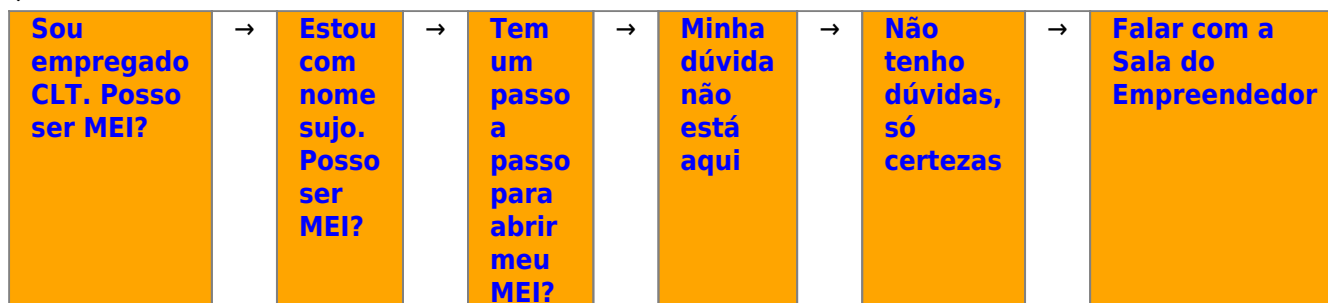 Sou
empregado
CLT. Posso
ser MEI?
→
Estou
com
nome
sujo.
Posso
ser
MEI?
→
Tem
um
passo
a
passo
para
abrir
meu
MEI?
→
Minha
dúvida
não
está
aqui
→
Não
tenho
dúvidas,
só
certezas
→
Falar com a
Sala do
Empreendedor